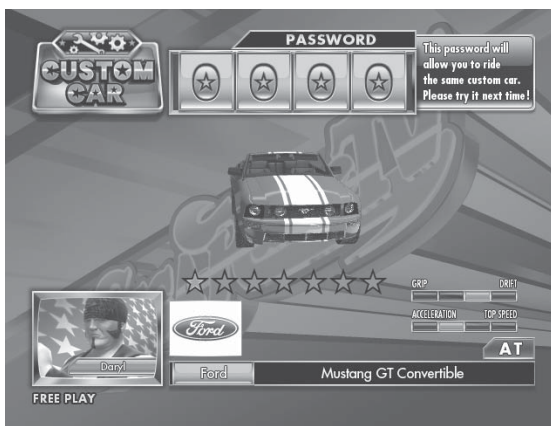 CUSTOM
CAR
PASSWORD
This password will
allow you to ride
the same custom car.
Please try it next time!
GRIP DRIFT
ACCELERATION TOP SPEED
Ford
AT
Daryl
Ford Mustang GT Convertible
FREE PLAY